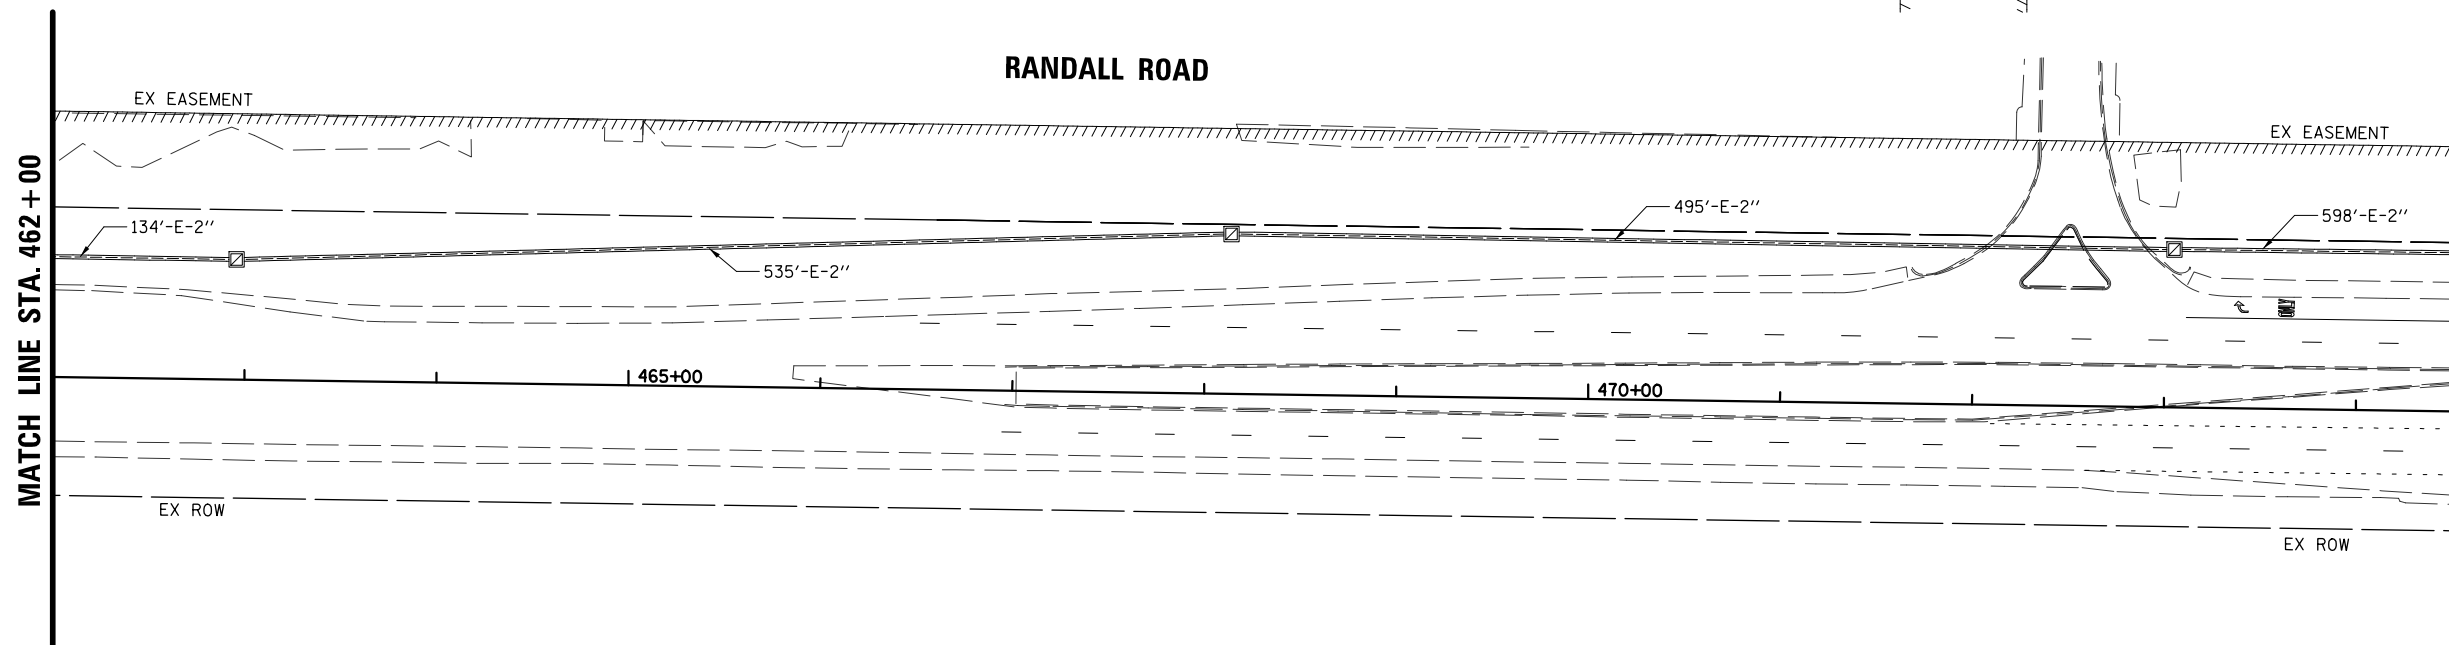 RANDALL ROAD
EX EASEMENT
EX EASEMENT
MATCH LINE STA. 462+00
134'-E-2"
535'-E-2"
495'-E-2"
598'-E-2"
ONLY
465+00
470+00
EX ROW
EX ROW